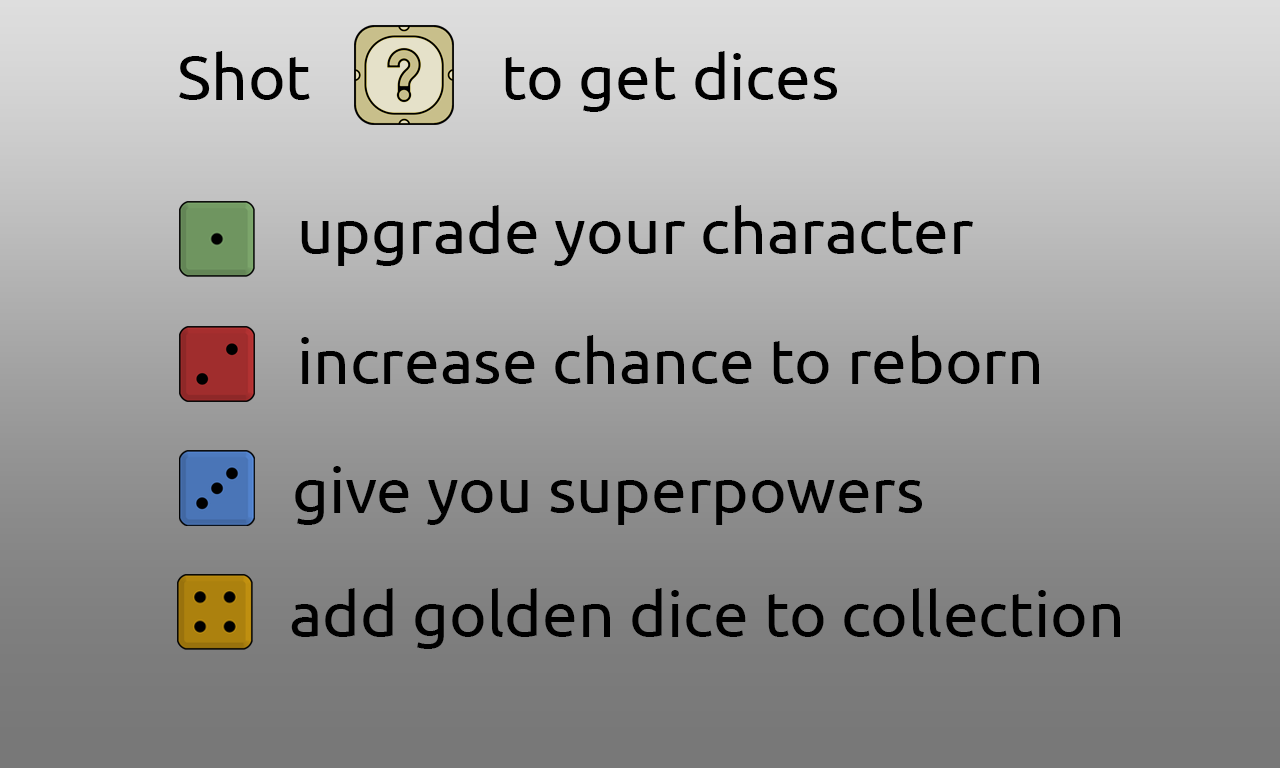 Shot ? to get dices
upgrade your character
increase chance to reborn
give you superpowers
add golden dice to collection